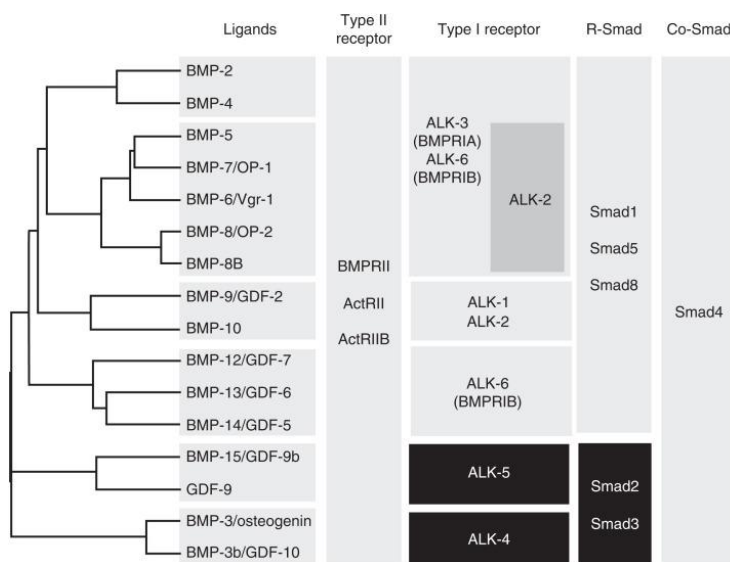 Ligands
Type II
receptor
Type I receptor
R-Smad
Co-Smad
BMP-2
BMP-4
BMP-5
BMP-7/OP-1
BMP-6/Vgr-1
BMP-8/OP-2
BMP-8B
BMP-9/GDF-2
BMP-10
BMP-12/GDF-7
BMP-13/GDF-6
BMP-14/GDF-5
BMP-15/GDF-9b
GDF-9
BMP-3/osteogenin
BMP-3b/GDF-10
BMPRII
ActRII
ActRIIB
ALK-3
(BMPRIA)
ALK-6
(BMPRIB)
ALK-2
ALK-1
ALK-2
ALK-6
(BMPRIB)
ALK-5
ALK-4
Smad1
Smad5
Smad8
Smad2
Smad3
Smad4